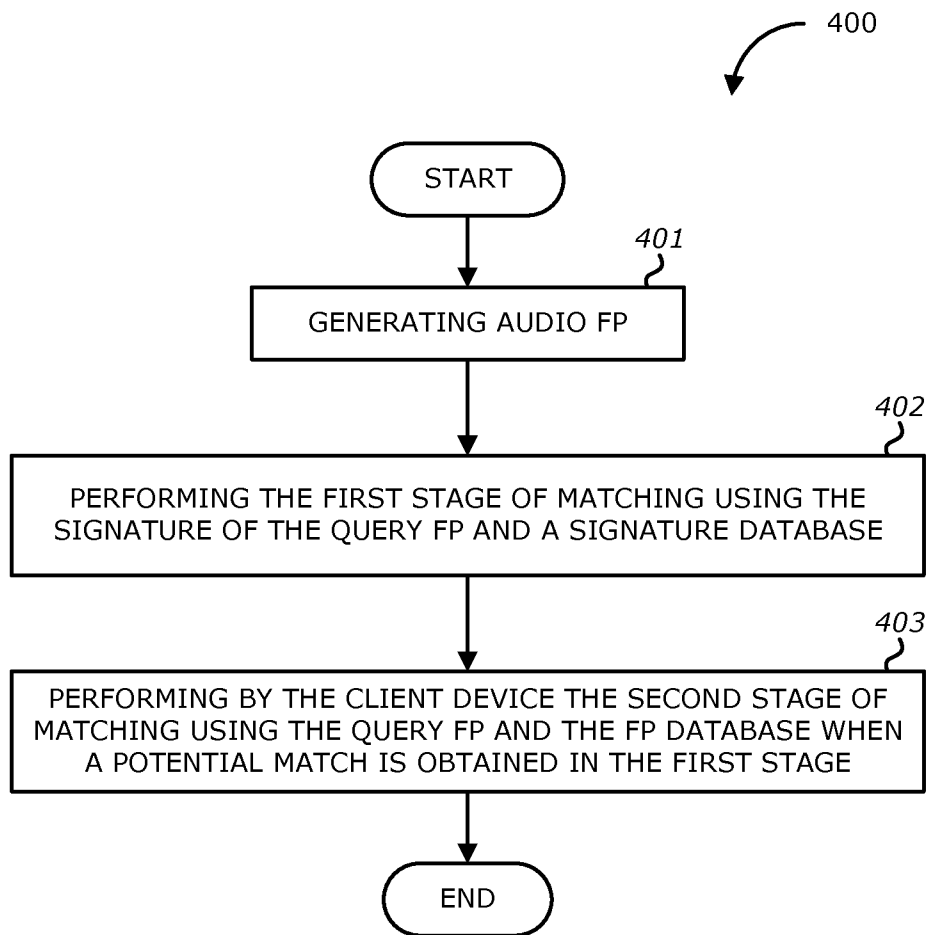 400
START
401
GENERATING AUDIO FP
402
PERFORMING THE FIRST STAGE OF MATCHING USING THE
SIGNATURE OF THE QUERY FP AND A SIGNATURE DATABASE
403
PERFORMING BY THE CLIENT DEVICE THE SECOND STAGE OF
MATCHING USING THE QUERY FP AND THE FP DATABASE WHEN
A POTENTIAL MATCH IS OBTAINED IN THE FIRST STAGE
END